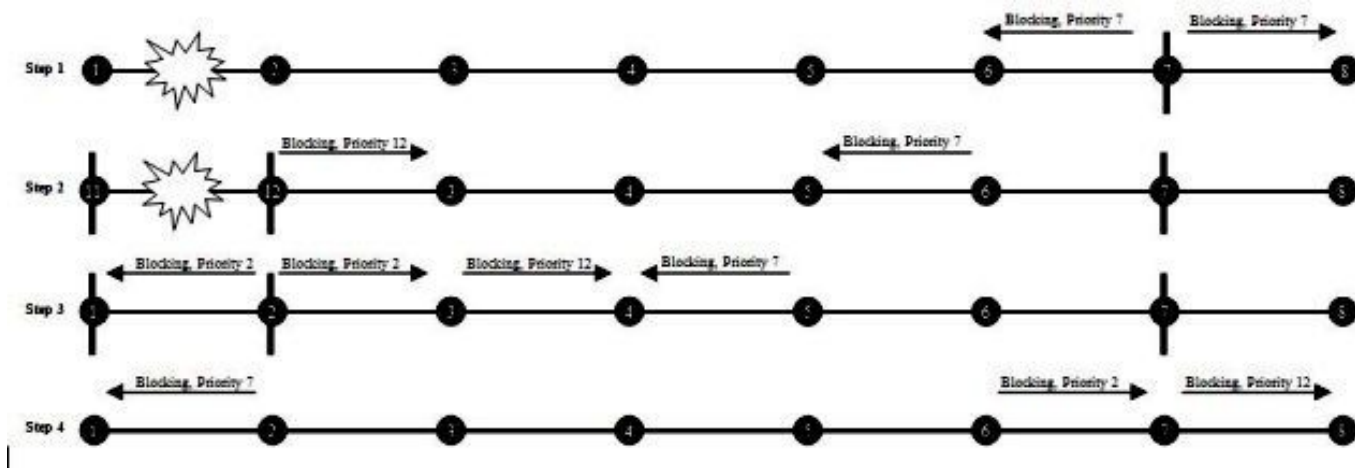 Blocking, Priority 7 Blocking, Priority 7
Step 1 1 2 3 4 5 6 7 8
Blocking, Priority 12 Blocking, Priority 7
Step 2 11 12 3 4 5 6 7 8
Blocking, Priority 2 Blocking, Priority 2 Blocking, Priority 12 Blocking, Priority 7
Step 3 1 2 3 4 5 6 7 8
Blocking, Priority 7 Blocking, Priority 2 Blocking, Priority 12
Step 4 1 2 3 4 5 6 7 8